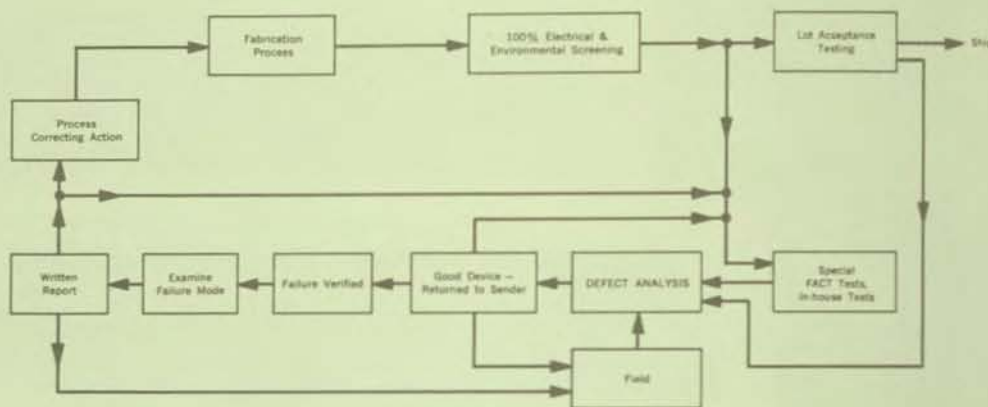 Fabrication
Process
100% Electrical &
Environmental Screening
Lot Acceptance
Testing
Ship
Process
Correcting Action
Written
Report
Examine
Failure Mode
Failure Verified
Good Device —
Returned to Sender
DEFECT ANALYSIS
Special
FACT Tests,
In-house Tests
Field